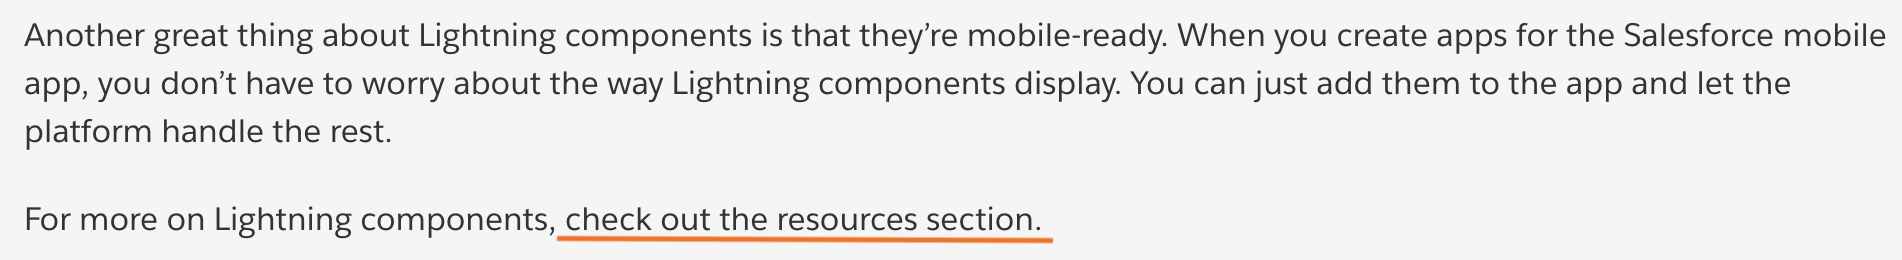 Another great thing about Lightning components is that they’re mobile-ready. When you create apps for the Salesforce mobile
app, you don’t have to worry about the way Lightning components display. You can just add them to the app and let the
platform handle the rest.
For more on Lightning components, check out the resources section.